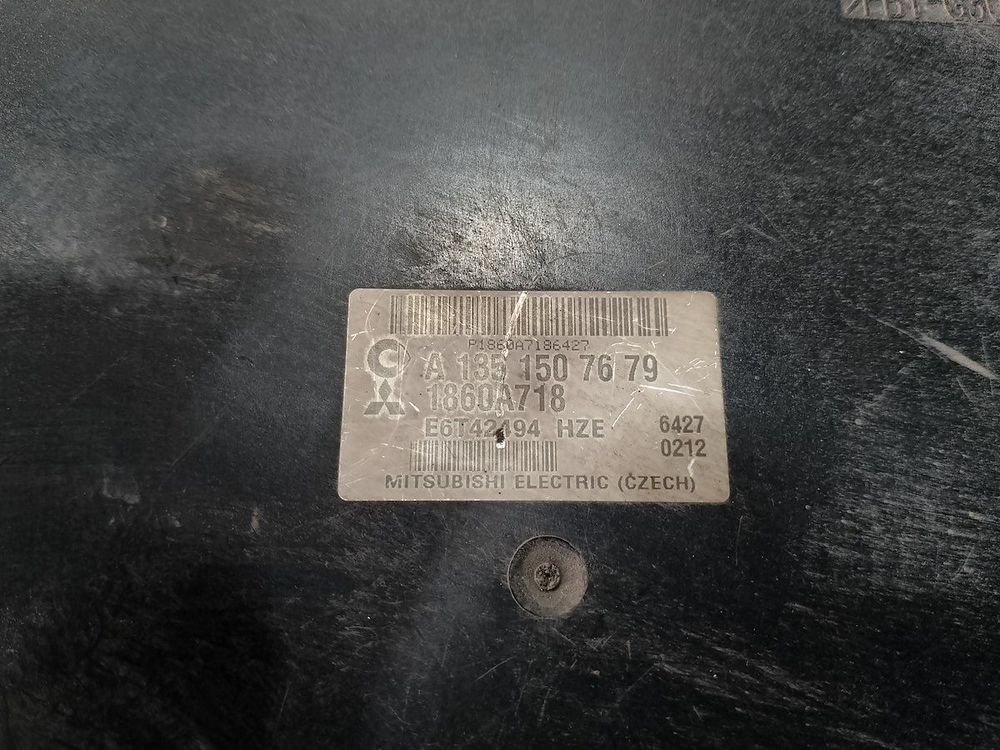 P1860A7186427
A 135 150 76 79
1860A718
E6T42494 HZE
6427
0212
MITSUBISHI ELECTRIC (CZECH)